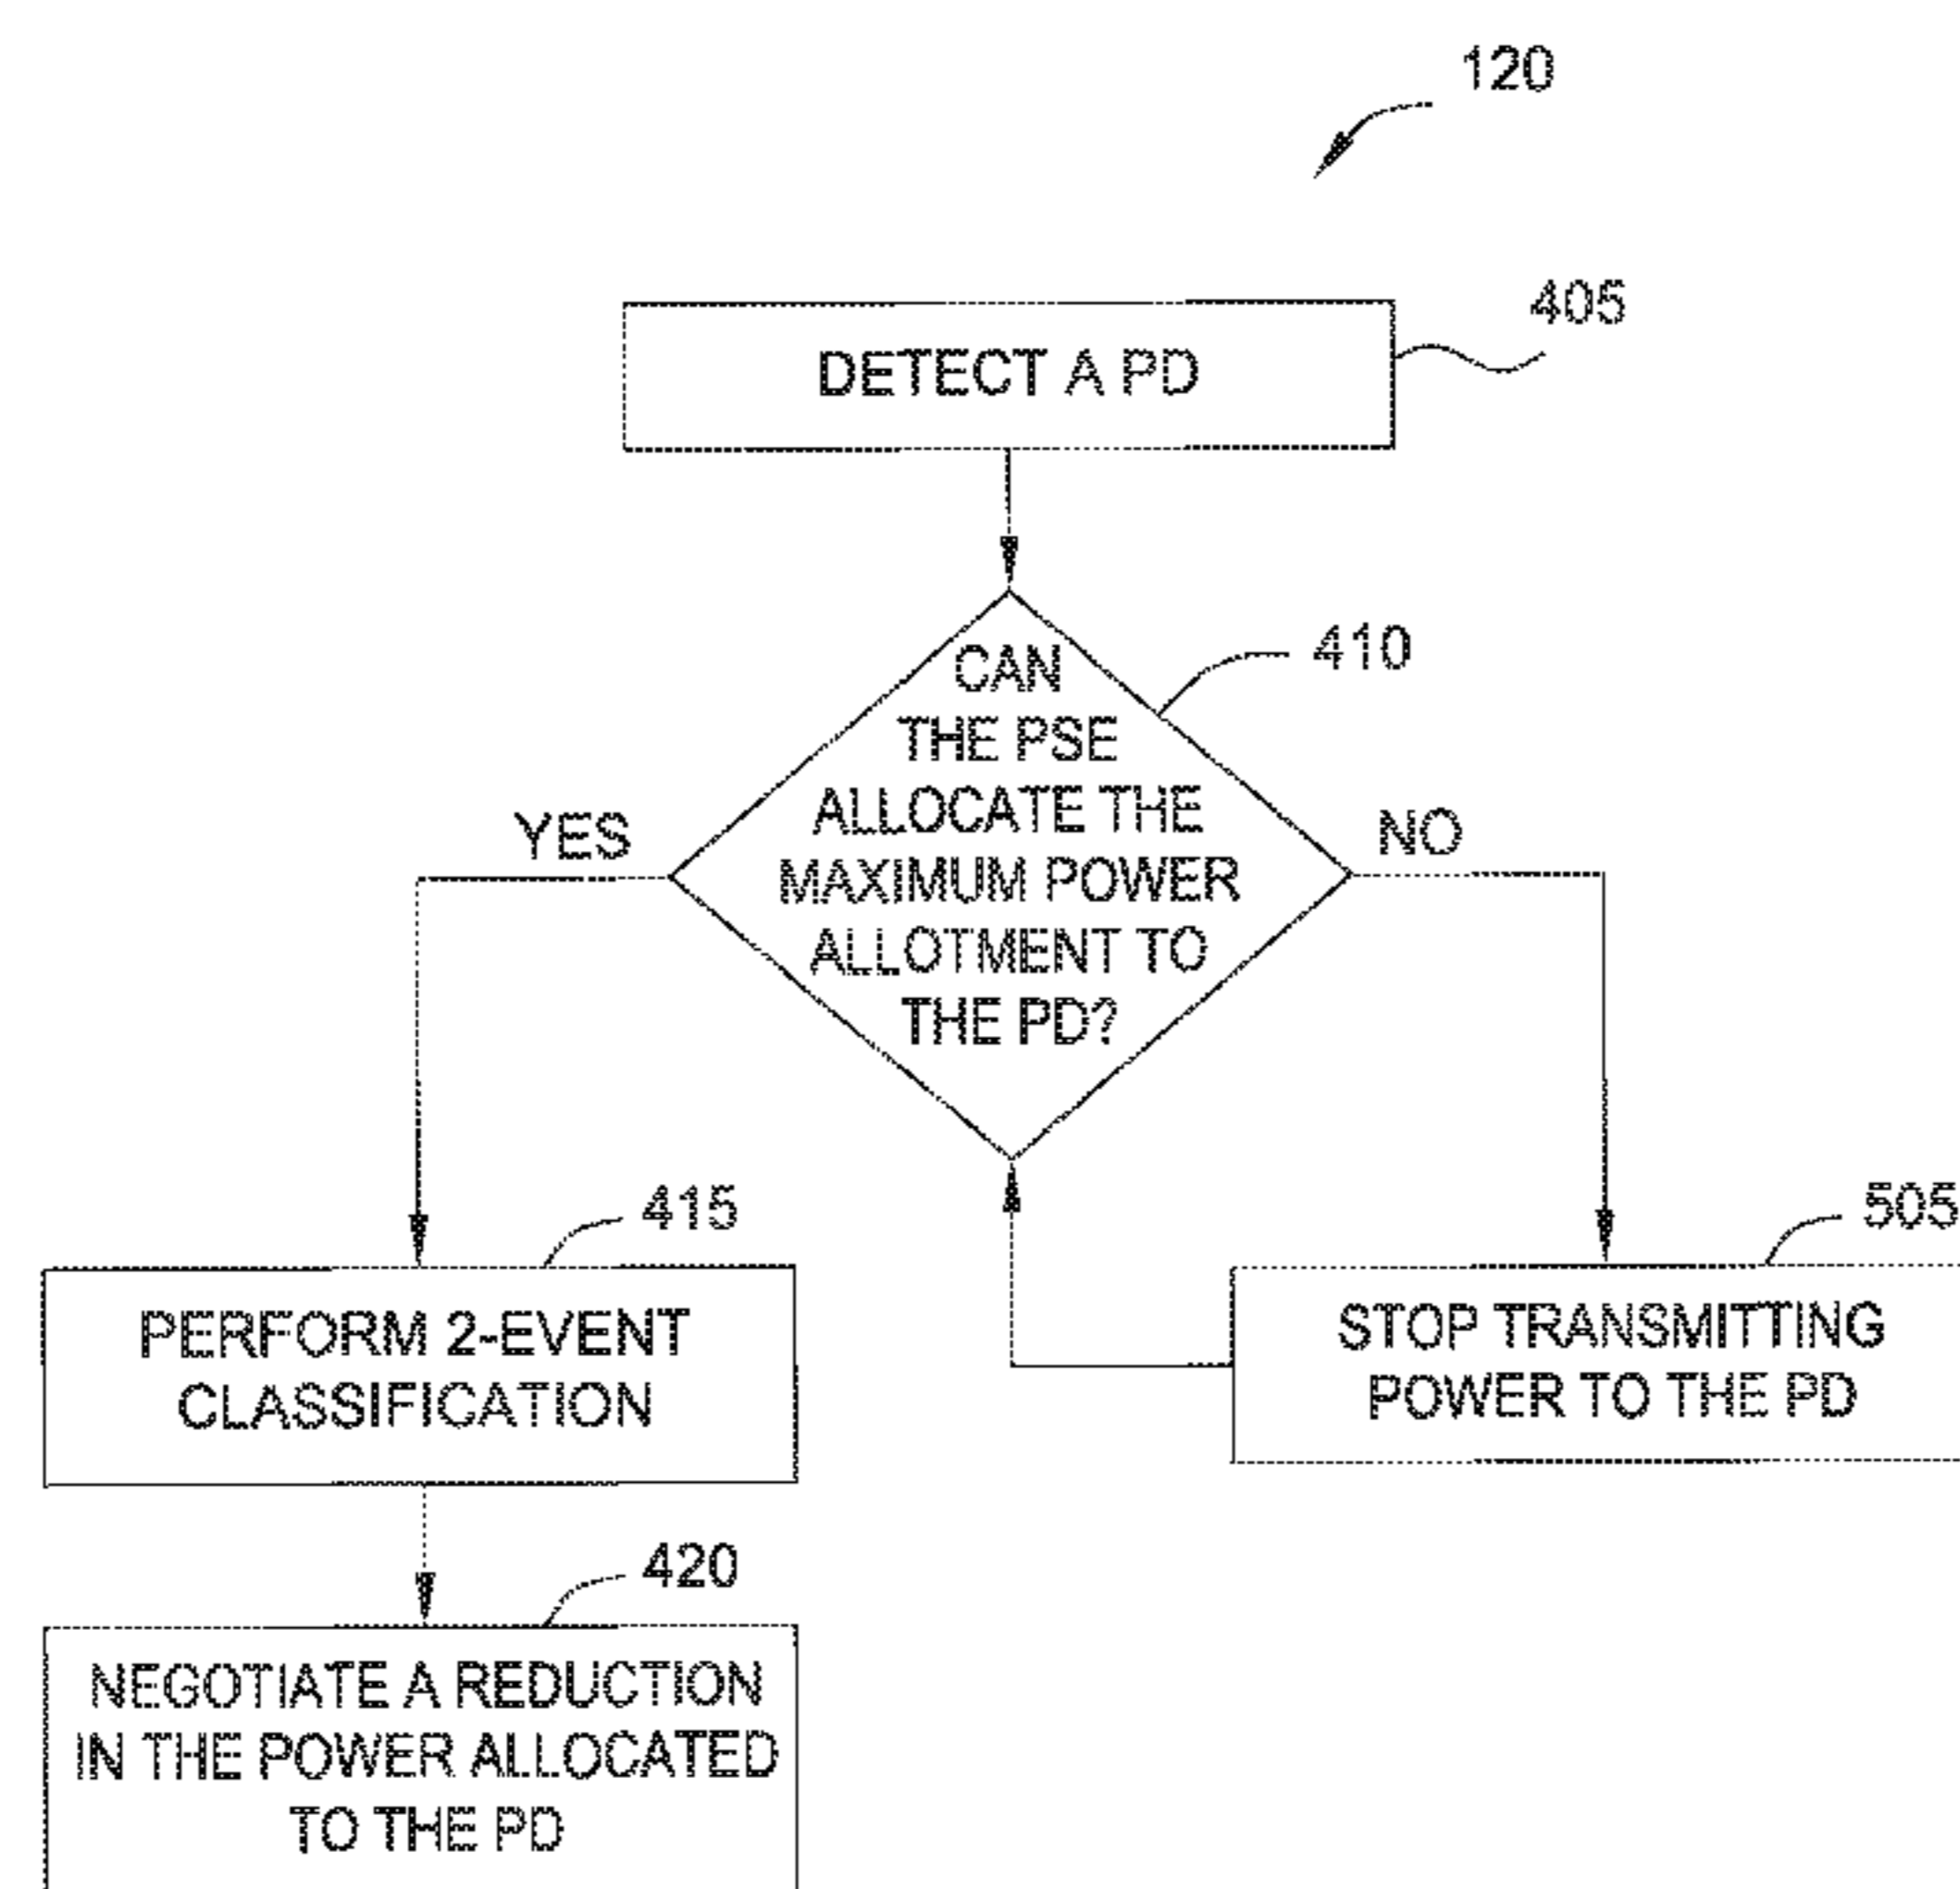 120
405
DETECT A PD
410
CAN
THE PSE
ALLOCATE THE
MAXIMUM POWER
ALLOTMENT TO
THE PD?
YES
NO
415
PERFORM 2-EVENT
CLASSIFICATION
505
STOP TRANSMITTING
POWER TO THE PD
420
NEGOTIATE A REDUCTION
IN THE POWER ALLOCATED
TO THE PD